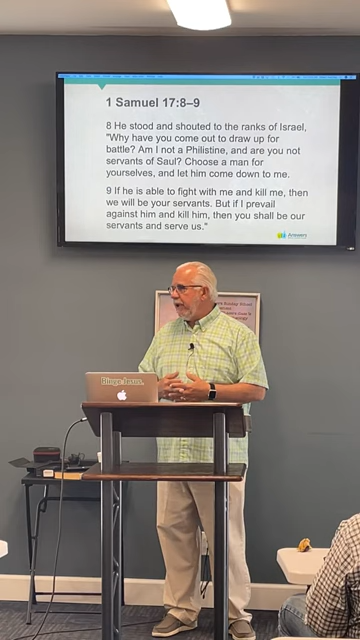 1 Samuel 17:8–9
8 He stood and shouted to the ranks of Israel,
"Why have you come out to draw up for
battle? Am I not a Philistine, and are you not
servants of Saul? Choose a man for
yourselves, and let him come down to me.
9 If he is able to fight with me and kill me, then
we will be your servants. But if I prevail
against him and kill him, then you shall be our
servants and serve us."
Answers
Sunday School
BingeJesus.